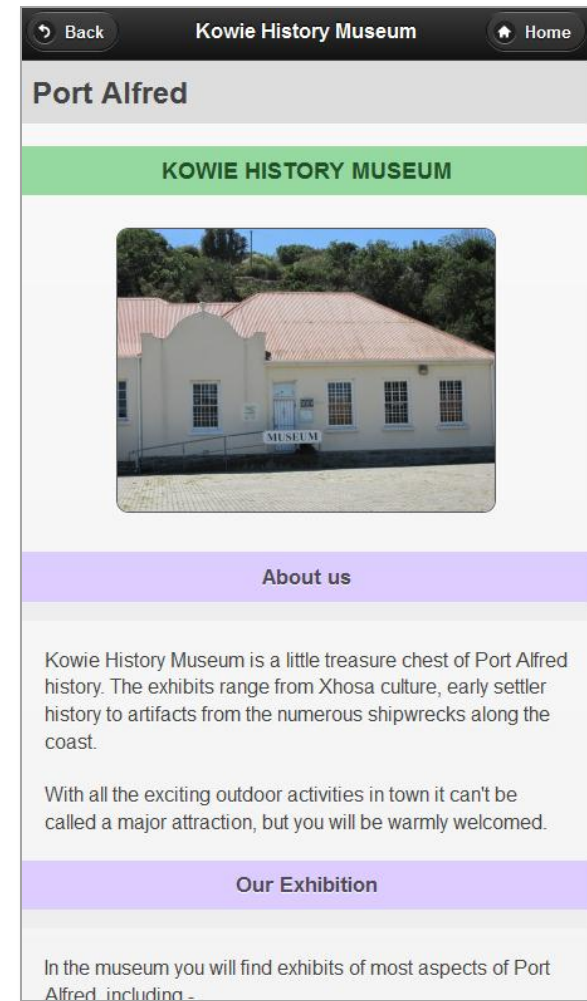 Back
Kowie History Museum
Home
Port Alfred
KOWIE HISTORY MUSEUM
MUSEUM
About us
Kowie History Museum is a little treasure chest of Port Alfred
history. The exhibits range from Xhosa culture, early settler
history to artifacts from the numerous shipwrecks along the
coast.
With all the exciting outdoor activities in town it can't be
called a major attraction, but you will be warmly welcomed.
Our Exhibition
In the museum you will find exhibits of most aspects of Port
Alfred, including -